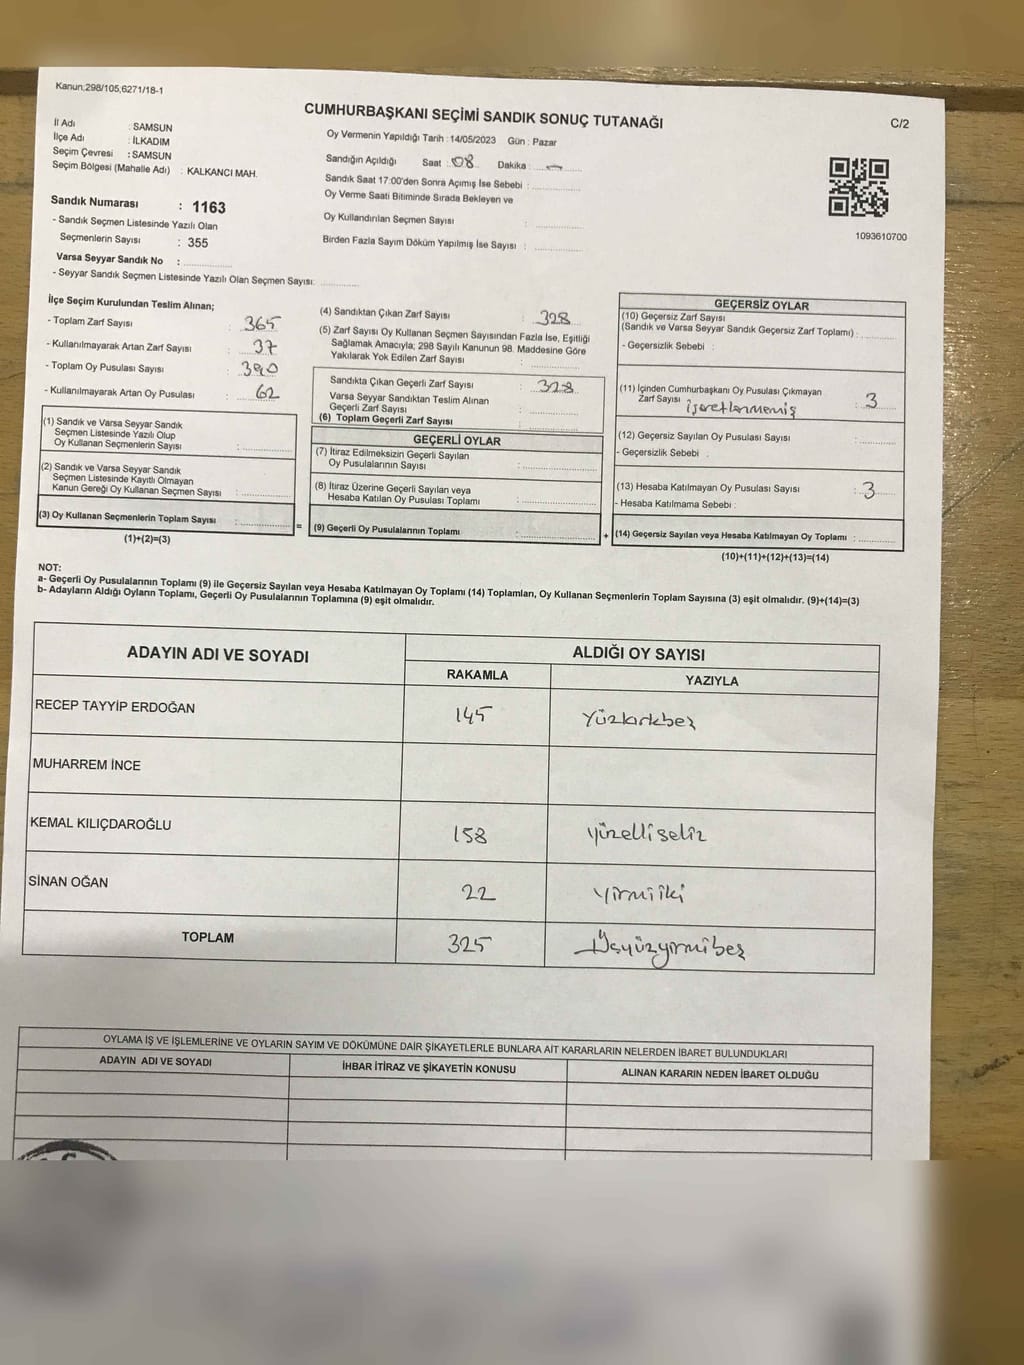 Kanun;298/105,6271/18-1
CUMHURBAŞKANI SEÇİMİ SANDIK SONUÇ TUTANAĞI
C/2
İl Adı : SAMSUN
İlçe Adı : İLKADIM
Seçim Çevresi : SAMSUN
Seçim Bölgesi (Mahalle Adı) : KALKANCI MAH.
Oy Vermenin Yapıldığı Tarih : 14/05/2023 Gün : Pazar
Sandığın Açıldığı Saat : 08 Dakika : —
Sandık Saat 17:00'den Sonra Açımış İse Sebebi :
Oy Verme Saati Bitiminde Sırada Bekleyen ve
Oy Kullandırılan Seçmen Sayısı :
Birden Fazla Sayım Döküm Yapılmış İse Sayısı :
1093610700
Sandık Numarası : 1163
- Sandık Seçmen Listesinde Yazılı Olan
Seçmenlerin Sayısı : 355
Varsa Seyyar Sandık No :
- Seyyar Sandık Seçmen Listesinde Yazılı Olan Seçmen Sayısı:
İlçe Seçim Kurulundan Teslim Alınan;
- Toplam Zarf Sayısı : 365
- Kullanılmayarak Artan Zarf Sayısı : 37
- Toplam Oy Pusulası Sayısı : 390
- Kullanılmayarak Artan Oy Pusulası : 62
(1) Sandık ve Varsa Seyyar Sandık
Seçmen Listesinde Yazılı Olup
Oy Kullanan Seçmenlerin Sayısı :
(2) Sandık ve Varsa Seyyar Sandık
Seçmen Listesinde Kayıtlı Olmayan
Kanun Gereği Oy Kullanan Seçmen Sayısı :
(3) Oy Kullanan Seçmenlerin Toplam Sayısı :
(1)+(2)=(3)
=
(4) Sandıktan Çıkan Zarf Sayısı : 328
(5) Zarf Sayısı Oy Kullanan Seçmen Sayısından Fazla İse, Eşitliği
Sağlamak Amacıyla; 298 Sayılı Kanunun 98. Maddesine Göre
Yakılarak Yok Edilen Zarf Sayısı :
Sandıkta Çıkan Geçerli Zarf Sayısı : 328
Varsa Seyyar Sandıktan Teslim Alınan
Geçerli Zarf Sayısı :
(6) Toplam Geçerli Zarf Sayısı :
GEÇERLİ OYLAR
(7) İtiraz Edilmeksizin Geçerli Sayılan
Oy Pusulalarının Sayısı :
(8) İtiraz Üzerine Geçerli Sayılan veya
Hesaba Katılan Oy Pusulası Toplamı :
(9) Geçerli Oy Pusulalarının Toplamı :
+
GEÇERSİZ OYLAR
(10) Geçersiz Zarf Sayısı
(Sandık ve Varsa Seyyar Sandık Geçersiz Zarf Toplamı) :
- Geçersizlik Sebebi :
(11) İçinden Cumhurbaşkanı Oy Pusulası Çıkmayan
Zarf Sayısı : 3
işaretlenmemiş
(12) Geçersiz Sayılan Oy Pusulası Sayısı :
- Geçersizlik Sebebi :
(13) Hesaba Katılmayan Oy Pusulası Sayısı : 3
- Hesaba Katılmama Sebebi :
(14) Geçersiz Sayılan veya Hesaba Katılmayan Oy Toplamı :
(10)+(11)+(12)+(13)=(14)
NOT:
a- Geçerli Oy Pusulalarının Toplamı (9) ile Geçersiz Sayılan veya Hesaba Katılmayan Oy Toplamı (14) Toplamları, Oy Kullanan Seçmenlerin Toplam Sayısına (3) eşit olmalıdır. (9)+(14)=(3)
b- Adayların Aldığı Oyların Toplamı, Geçerli Oy Pusulalarının Toplamına (9) eşit olmalıdır.
ADAYIN ADI VE SOYADI
ALDIĞI OY SAYISI
RAKAMLA YAZIYLA
RECEP TAYYİP ERDOĞAN 145 Yüzkırkbeş
MUHARREM İNCE
KEMAL KILIÇDAROĞLU 158 yüzellisekiz
SİNAN OĞAN 22 Yirmiiki
TOPLAM 325 Üçyüzyirmibeş
OYLAMA İŞ VE İŞLEMLERİNE VE OYLARIN SAYIM VE DÖKÜMÜNE DAİR ŞİKAYETLERLE BUNLARA AİT KARARLARIN NELERDEN İBARET BULUNDUKLARI
ADAYIN ADI VE SOYADI İHBAR İTİRAZ VE ŞİKAYETİN KONUSU ALINAN KARARIN NEDEN İBARET OLDUĞU